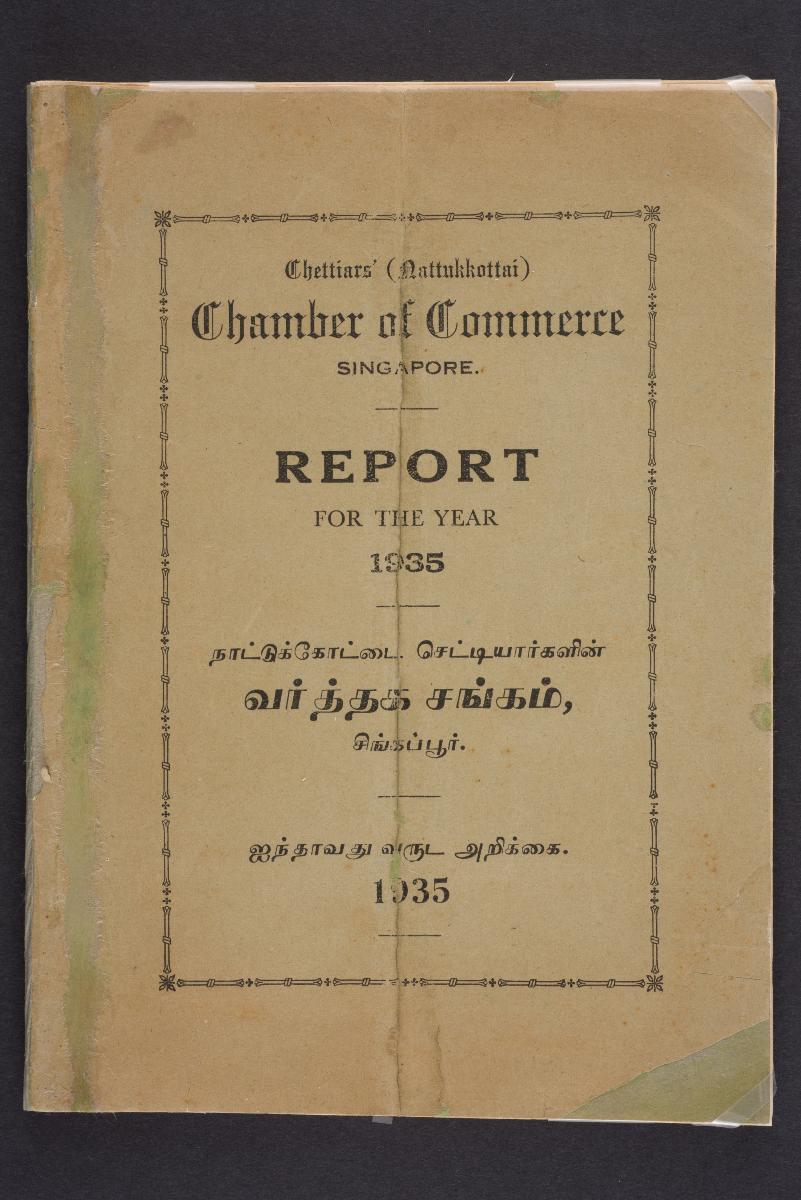 Chettiars' (Nattukkottai)
Chamber of Commerce
SINGAPORE.
REPORT
FOR THE YEAR
1935
நாட்டுக்கோட்டை செட்டியார்களின்
வர்த்தக சங்கம்,
சிங்கப்பூர்.
ஐந்தாவது வருட அறிக்கை.
1935